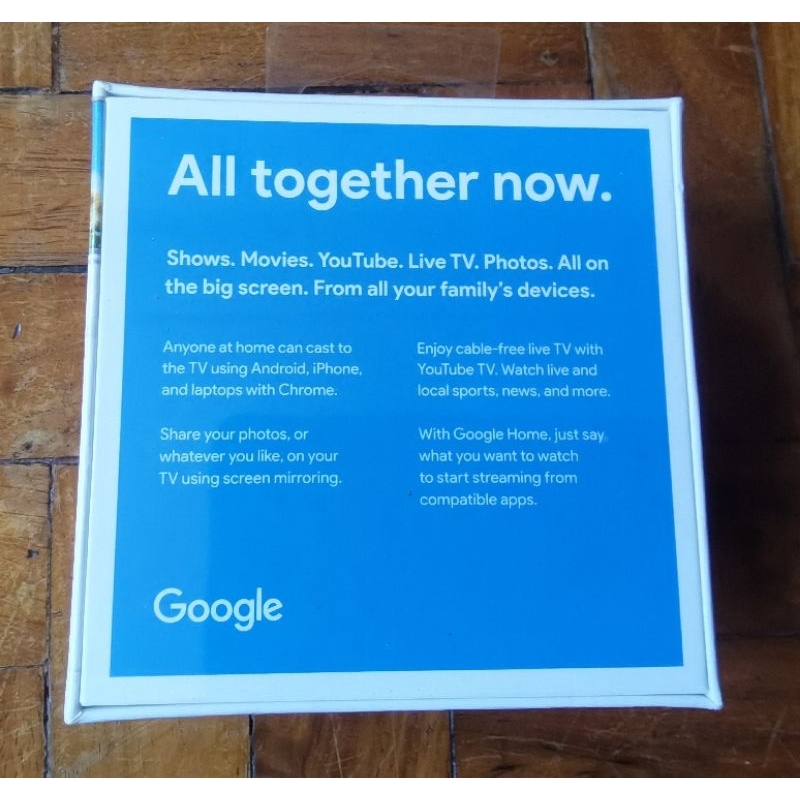 All together now.
Shows. Movies. YouTube. Live TV. Photos. All on
the big screen. From all your family's devices.
Anyone at home can cast to
the TV using Android, iPhone,
and laptops with Chrome.
Share your photos, or
whatever you like, on your
TV using screen mirroring.
Enjoy cable-free live TV with
YouTube TV. Watch live and
local sports, news, and more.
With Google Home, just say
what you want to watch
to start streaming from
compatible apps.
Google